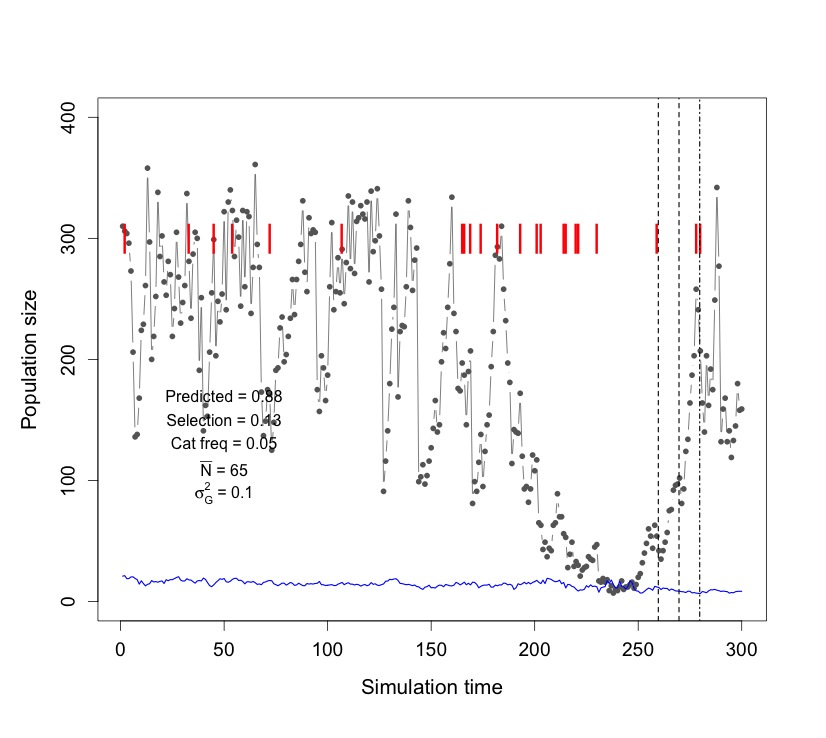 400
300
200
100
0
Population size
Predicted = 0.88
Selection = 0.43
Cat freq = 0.05
N̅ = 65
σ²G = 0.1
0 50 100 150 200 250 300
Simulation time